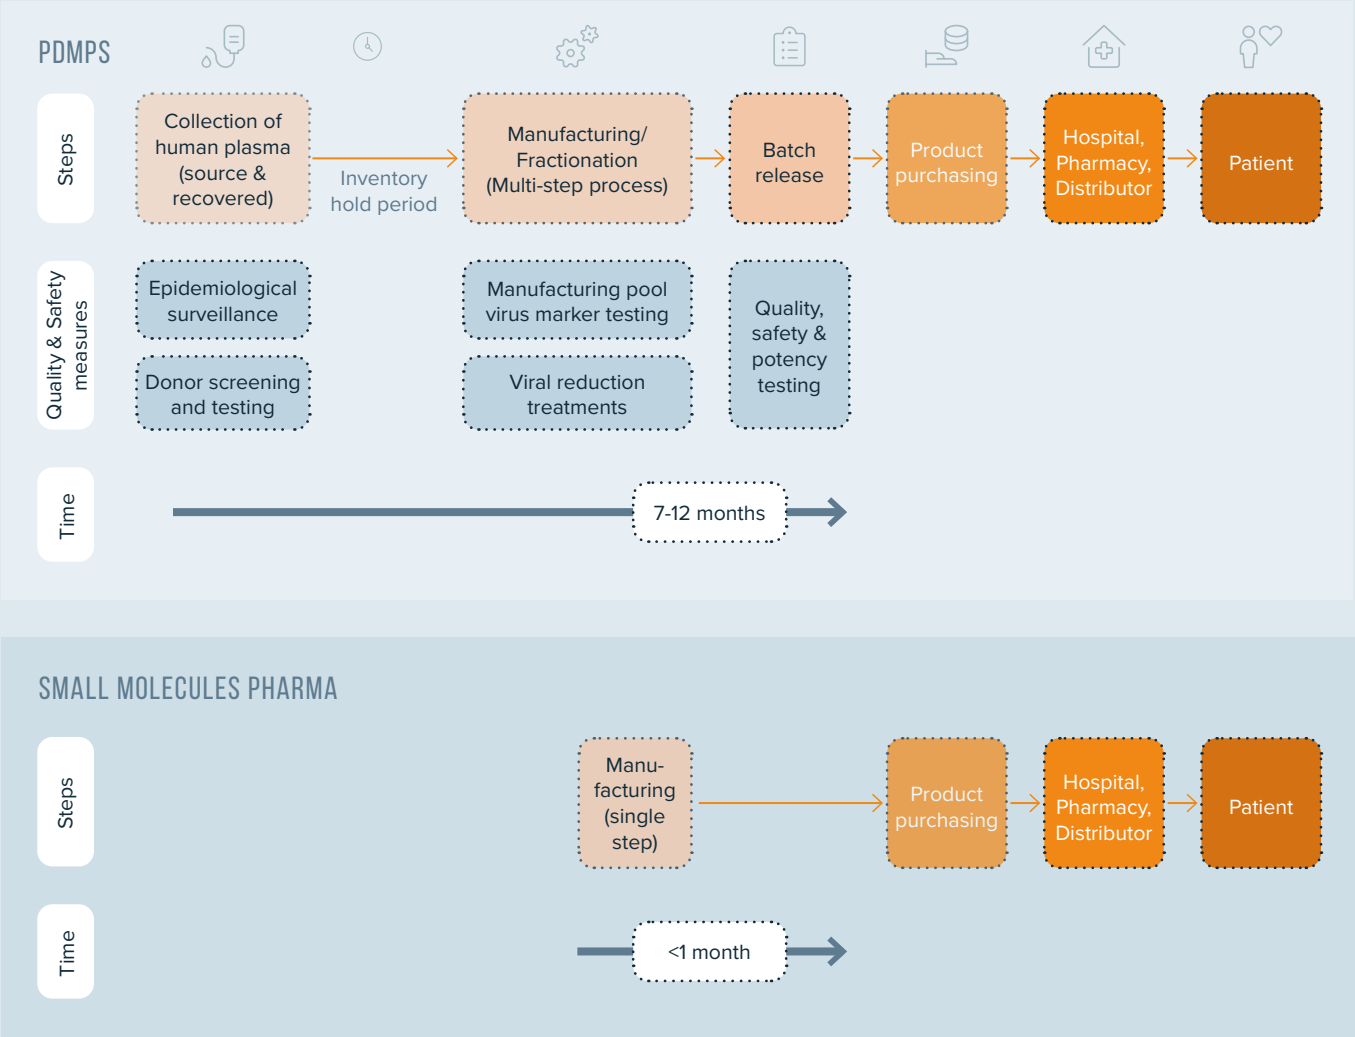 PDMPS
Steps
Collection of
human plasma
(source &
recovered)
Inventory
hold period
Manufacturing/
Fractionation
(Multi-step process)
Batch
release
Product
purchasing
Hospital,
Pharmacy,
Distributor
Patient
Quality & Safety
measures
Epidemiological
surveillance
Donor screening
and testing
Manufacturing pool
virus marker testing
Viral reduction
treatments
Quality,
safety &
potency
testing
Time
7-12 months
SMALL MOLECULES PHARMA
Steps
Manu-
facturing
(single
step)
Product
purchasing
Hospital,
Pharmacy,
Distributor
Patient
Time
<1 month